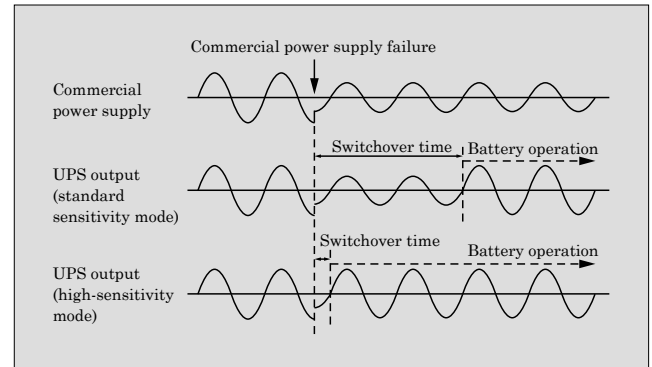 Commercial power supply failure
Commercial
power supply
Switchover time
Battery operation
UPS output
(standard
sensitivity mode)
Switchover time
Battery operation
UPS output
(high-sensitivity
mode)